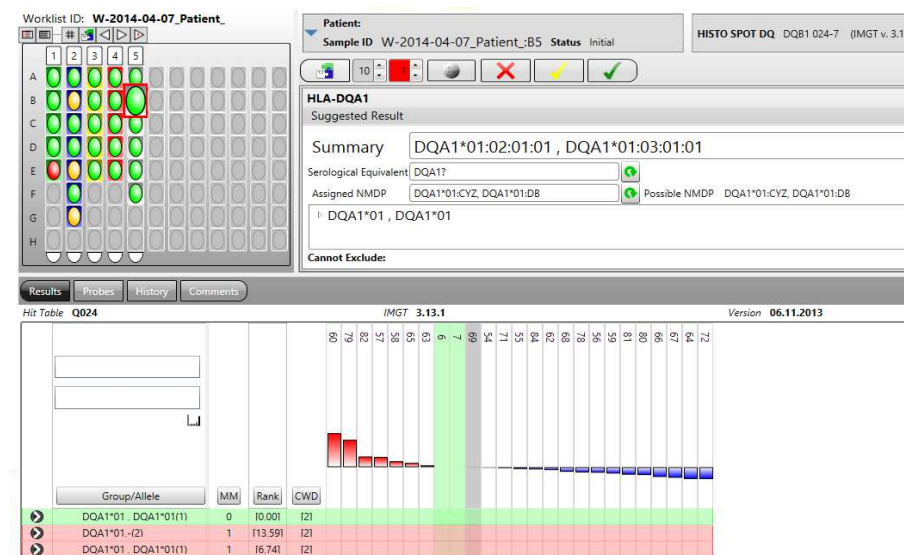 Worklist ID: W-2014-04-07_Patient_
#
1 2 3 4 5
A
B
C
D
E
F
G
H
Patient:
Sample ID W-2014-04-07_Patient_:B5 Status Initial
HISTO SPOT DQ DQB1 024-7 (IMGT v. 3.1
10
HLA-DQA1
Suggested Result
Summary DQA1*01:02:01:01 , DQA1*01:03:01:01
Serological Equivalent DQA1?
Assigned NMDP DQA1*01:CYZ, DQA1*01:DB Possible NMDP DQA1*01:CYZ, DQA1*01:DB
DQA1*01 , DQA1*01
Cannot Exclude:
Results Probes History Comments
Hit Table Q024 IMGT 3.13.1 Version 06.11.2013
60 79 82 57 58 65 63 6 7 69 54 71 55 84 62 68 78 56 59 81 80 66 67 64 72
Group/Allele MM Rank CWD
DQA1*01 , DQA1*01(1) 0 [0.00] [2]
DQA1*01,-(2) 1 [13.59] [2]
DQA1*01 , DQA1*01(1) 1 [6.74] [2]